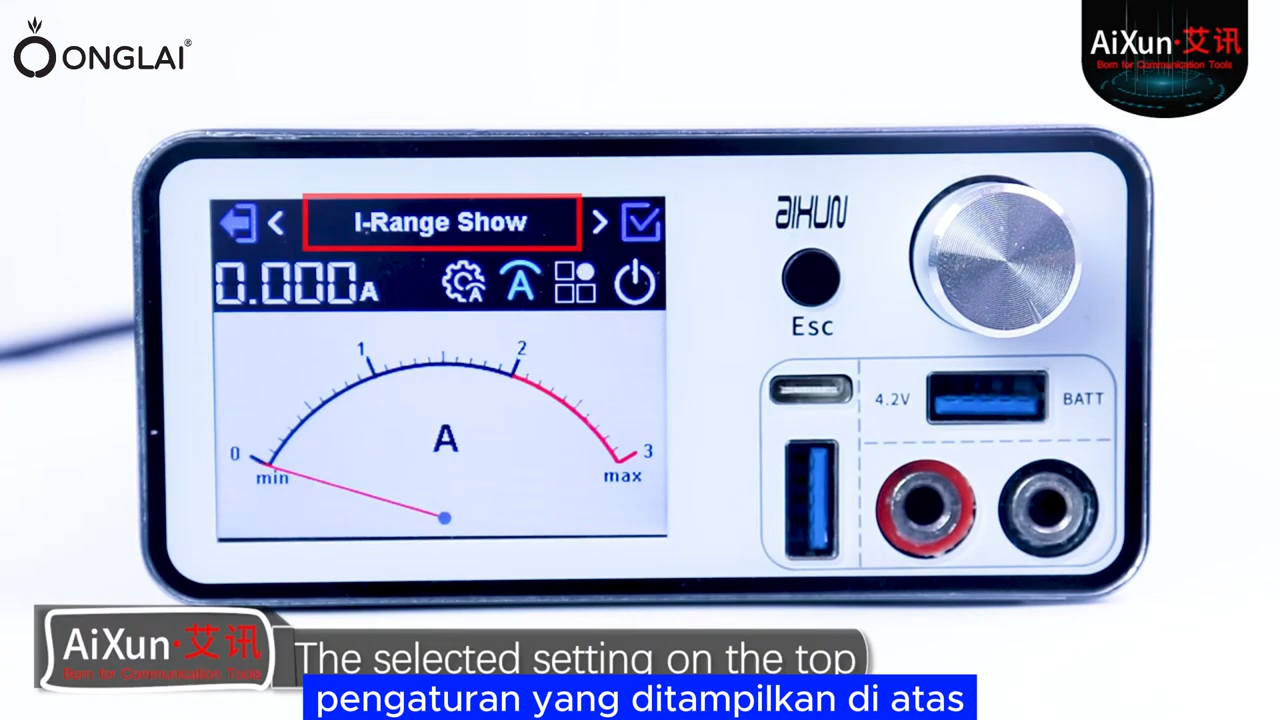 ONGLAI®
AiXun·艾讯
Born for Communication Tools
I-Range Show
0.000A
A
A
0
1
2
3
min
max
A
AIXUN
Esc
4.2V
BATT
AiXun·艾讯
Born for Communication Tools
The selected setting on the top
pengaturan yang ditampilkan di atas